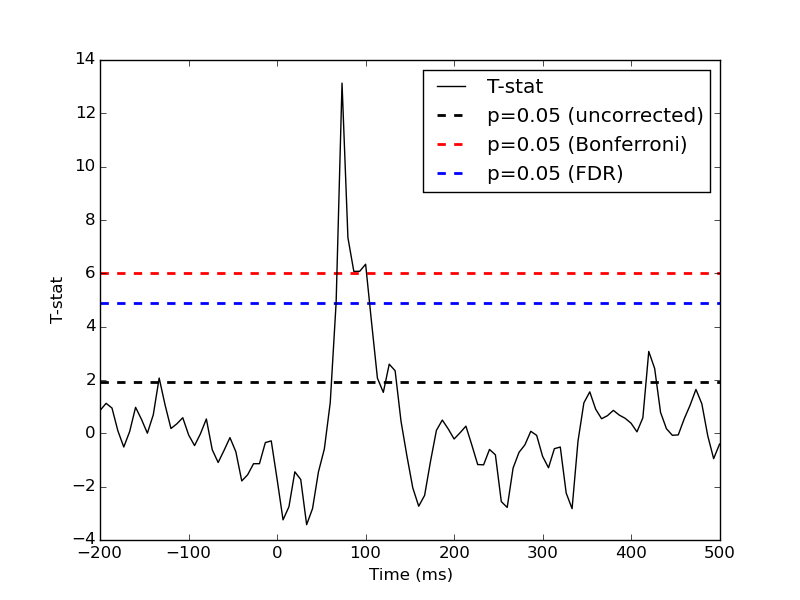 14
12
10
8
6
4
2
0
−2
−4
T-stat
T-stat
p=0.05 (uncorrected)
p=0.05 (Bonferroni)
p=0.05 (FDR)
−200 −100 0 100 200 300 400 500
Time (ms)